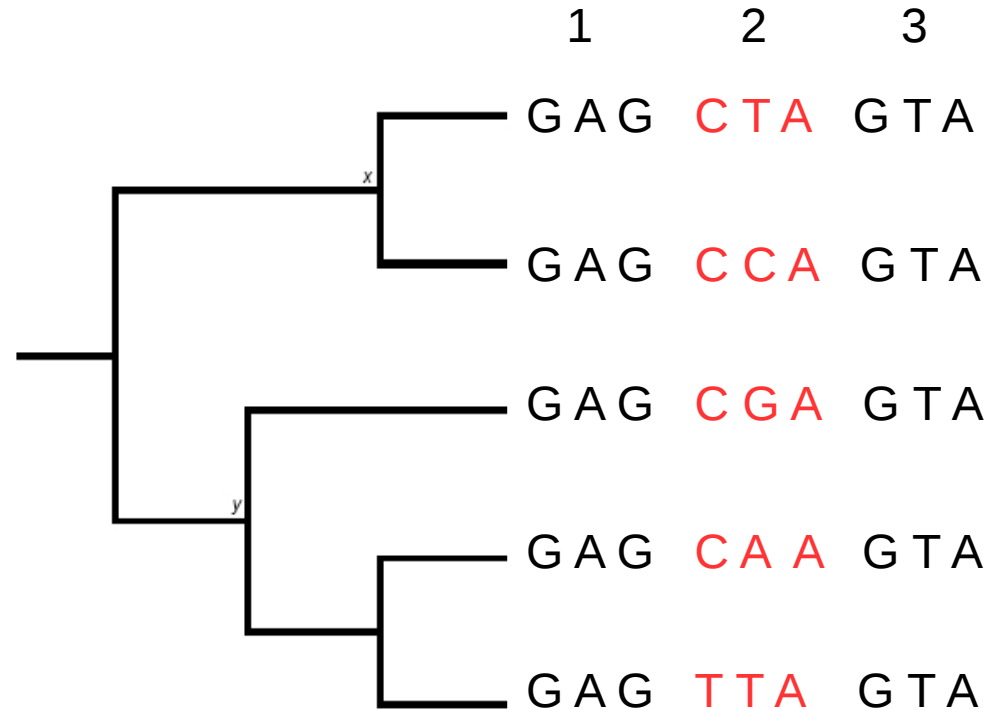 1 2 3
GAG CTA GTA
x
GAG CCA GTA
GAG CGA GTA
y
GAG CAA GTA
GAG TTA GTA